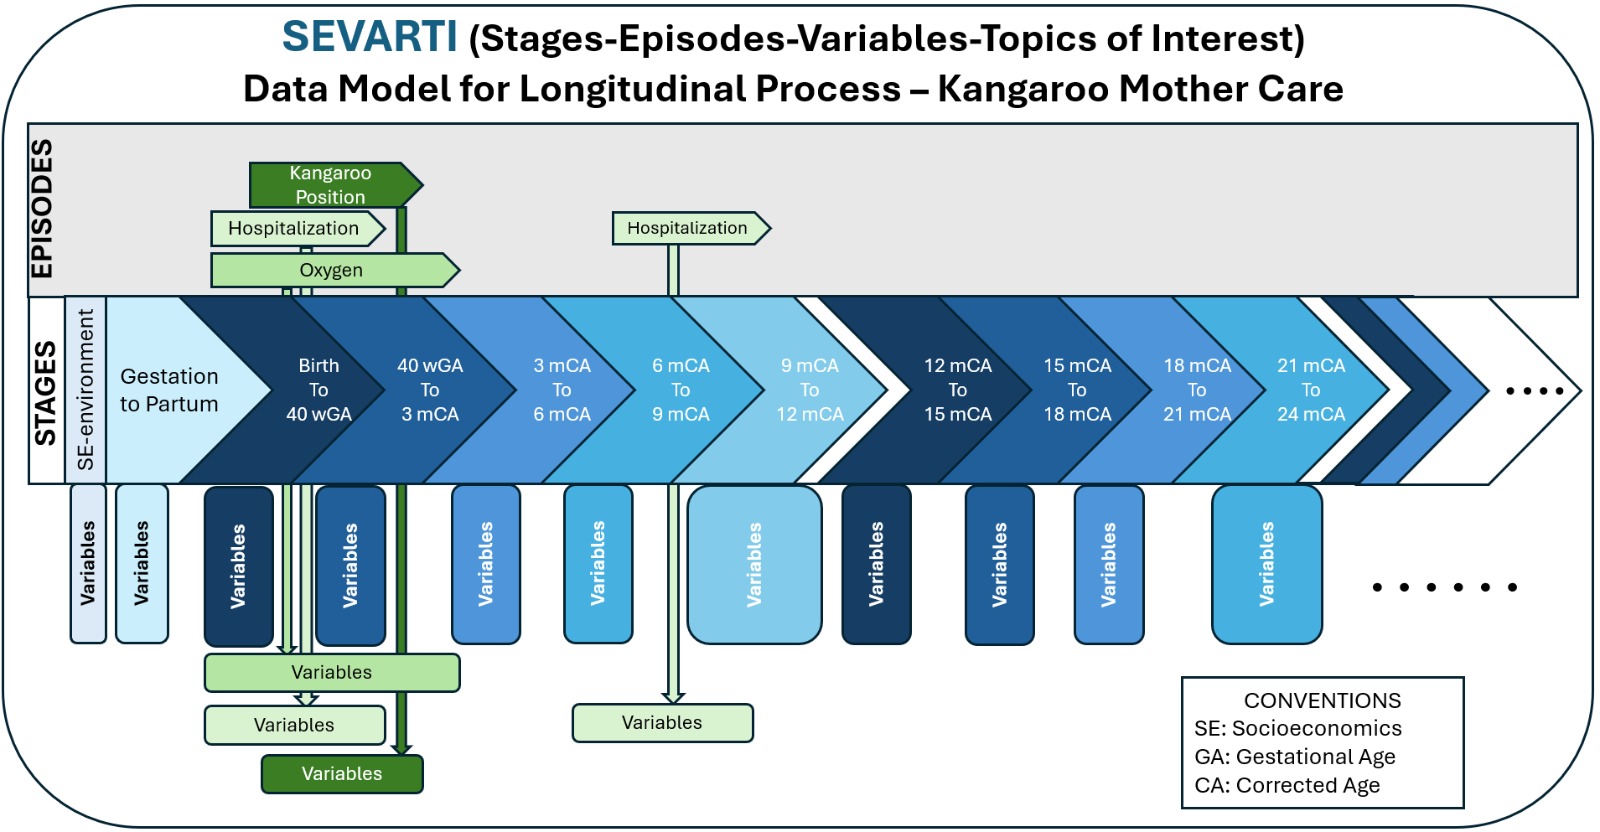 SEVARTI (Stages-Episodes-Variables-Topics of Interest)
Data Model for Longitudinal Process – Kangaroo Mother Care
EPISODES
Kangaroo
Position
Hospitalization
Oxygen
Hospitalization
STAGES
SE-environment
Gestation
to Partum
Birth
To
40 wGA
40 wGA
To
3 mCA
3 mCA
To
6 mCA
6 mCA
To
9 mCA
9 mCA
To
12 mCA
12 mCA
To
15 mCA
15 mCA
To
18 mCA
18 mCA
To
21 mCA
21 mCA
To
24 mCA
....
Variables
Variables
Variables
Variables
Variables
Variables
Variables
Variables
Variables
Variables
Variables
......
Variables
Variables
Variables
Variables
CONVENTIONS
SE: Socioeconomics
GA: Gestational Age
CA: Corrected Age